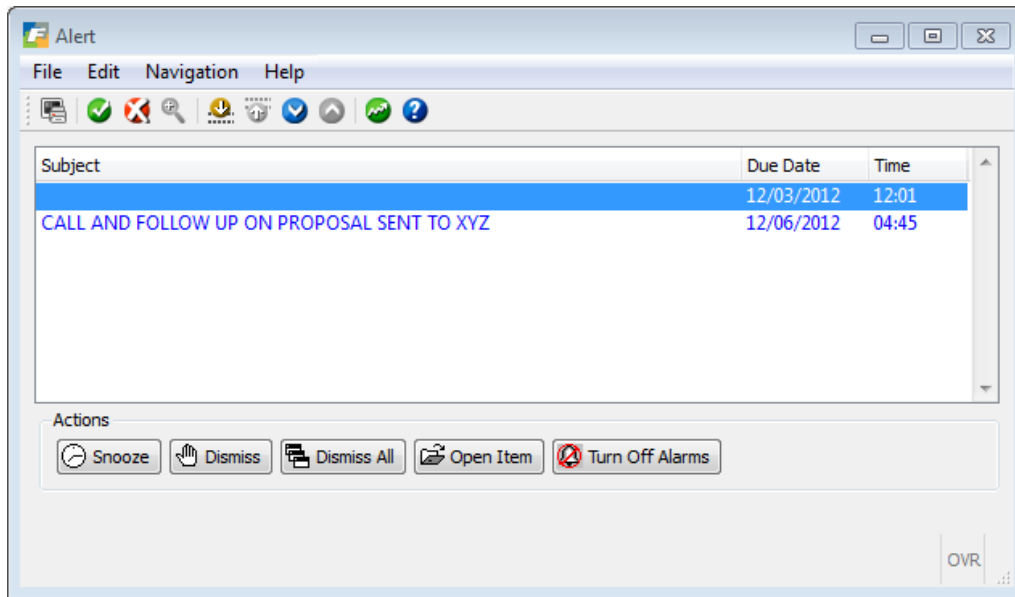 Alert
File Edit Navigation Help
Subject Due Date Time
12/03/2012 12:01
CALL AND FOLLOW UP ON PROPOSAL SENT TO XYZ 12/06/2012 04:45
Actions
Snooze Dismiss Dismiss All Open Item Turn Off Alarms
OVR